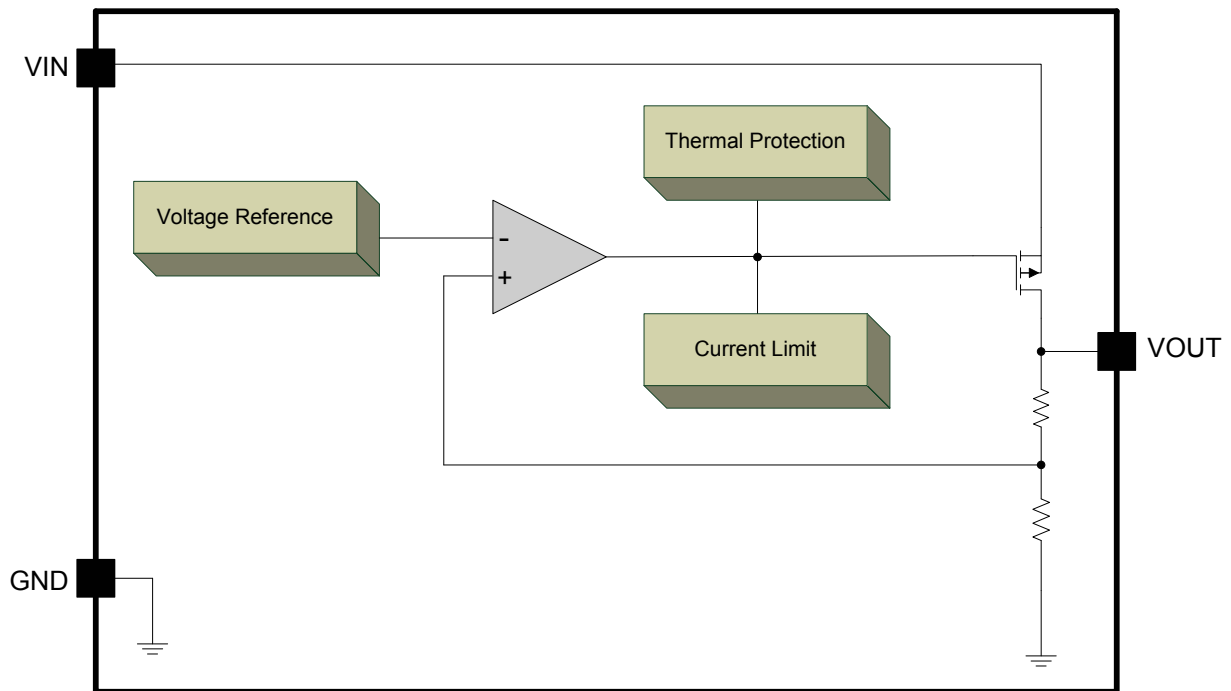 VIN
Thermal Protection
Voltage Reference
-
+
Current Limit
VOUT
GND